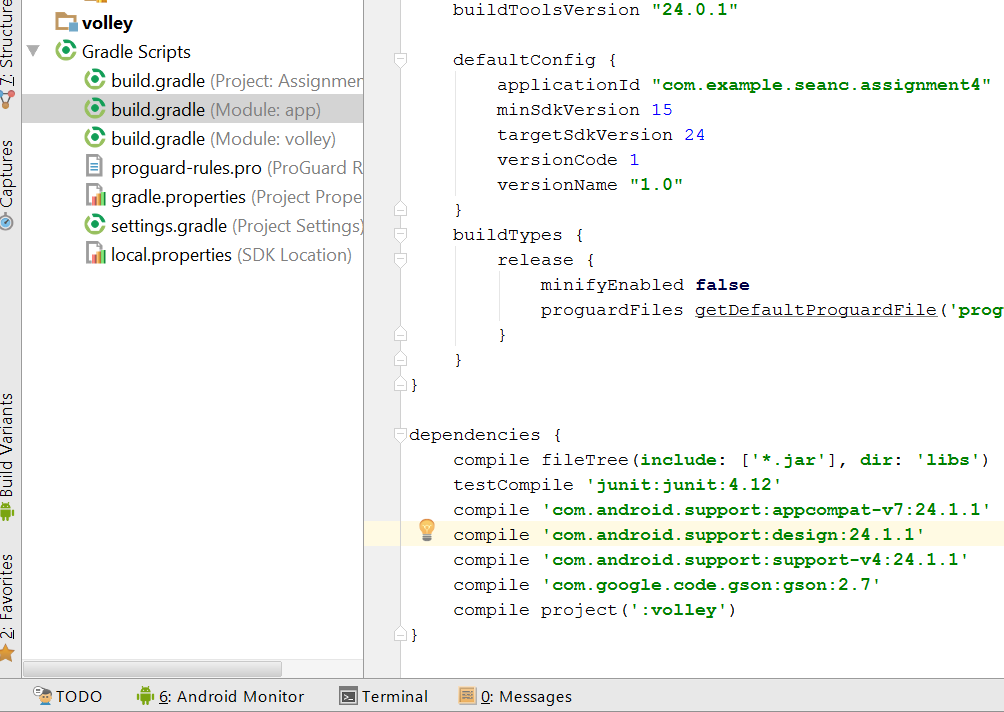 7: Structure
Captures
Build Variants
2: Favorites
volley
Gradle Scripts
build.gradle (Project: Assignmen
build.gradle (Module: app)
build.gradle (Module: volley)
proguard-rules.pro (ProGuard R
gradle.properties (Project Prope
settings.gradle (Project Settings)
local.properties (SDK Location)
buildToolsVersion "24.0.1"
defaultConfig {
applicationId "com.example.seanc.assignment4"
minSdkVersion 15
targetSdkVersion 24
versionCode 1
versionName "1.0"
}
buildTypes {
release {
minifyEnabled false
proguardFiles getDefaultProguardFile('prog
}
}
}
dependencies {
compile fileTree(include: ['*.jar'], dir: 'libs')
testCompile 'junit:junit:4.12'
compile 'com.android.support:appcompat-v7:24.1.1'
compile 'com.android.support:design:24.1.1'
compile 'com.android.support:support-v4:24.1.1'
compile 'com.google.code.gson:gson:2.7'
compile project(':volley')
}
TODO
6: Android Monitor
Terminal
0: Messages